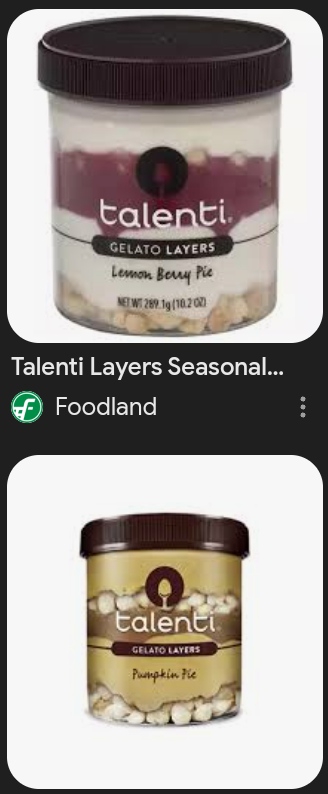 talenti
GELATO LAYERS
Lemon Berry Pie
NET WT 289.1g (10.2 OZ)
Talenti Layers Seasonal...
Foodland
talenti
GELATO LAYERS
Pumpkin Pie